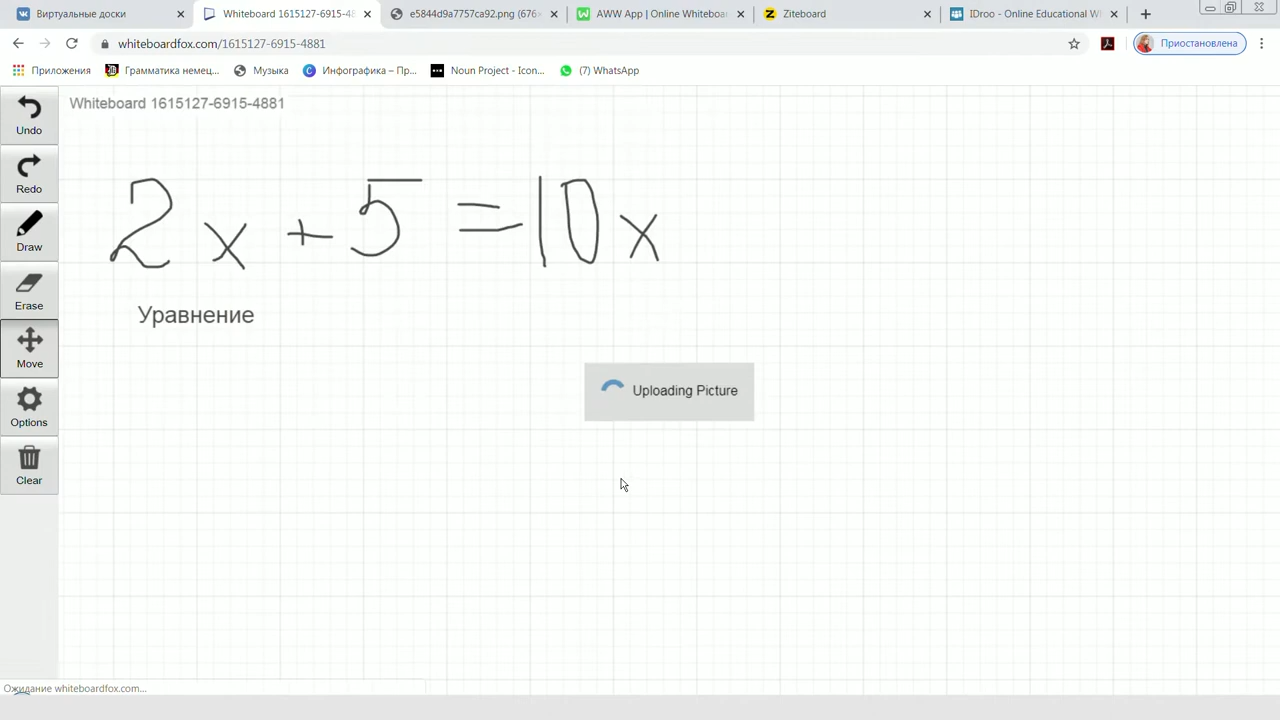 Виртуальные доски
Whiteboard 1615127-6915-48
e5844d9a7757ca92.png (676×
AWW App | Online Whiteboa
Ziteboard
IDroo - Online Educational W
whiteboardfox.com/1615127-6915-4881
Приостановлена
Приложения
Грамматика немец...
Музыка
Инфографика – Пр...
Noun Project - Icon...
(7) WhatsApp
Undo
Redo
Draw
Erase
Move
Options
Clear
Whiteboard 1615127-6915-4881
2x+5=10x
Уравнение
Uploading Picture
Ожидание whiteboardfox.com...